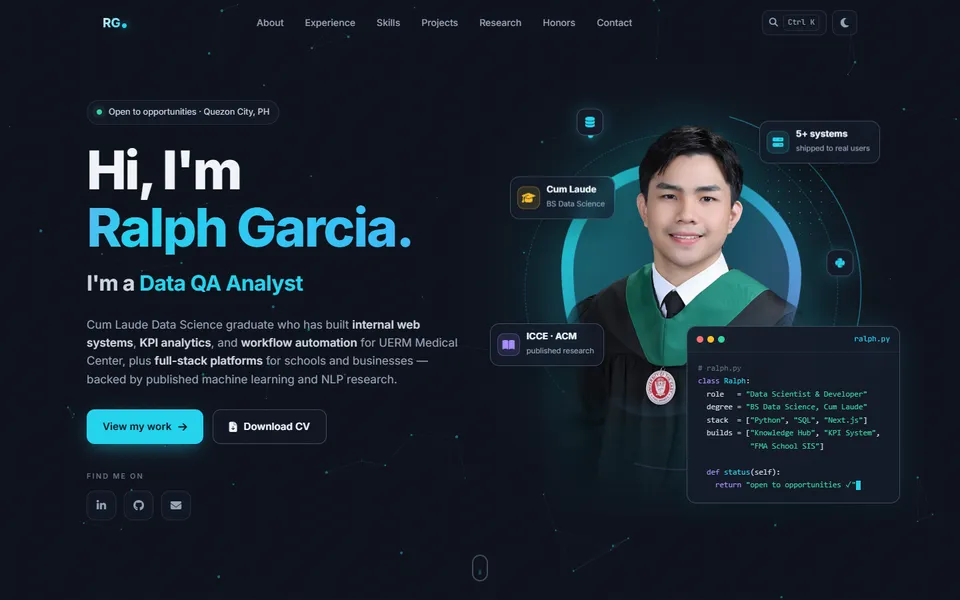 RG.
About Experience Skills Projects Research Honors Contact
Ctrl K
Open to opportunities · Quezon City, PH
Hi, I'm
Ralph Garcia.
I'm a Data QA Analyst
Cum Laude Data Science graduate who has built internal web
systems, KPI analytics, and workflow automation for UERM Medical
Center, plus full-stack platforms for schools and businesses —
backed by published machine learning and NLP research.
View my work →
Download CV
FIND ME ON
in
5+ systems
shipped to real users
Cum Laude
BS Data Science
ICCE · ACM
published research
ralph.py
# ralph.py
class Ralph:
role = "Data Scientist & Developer"
degree = "BS Data Science, Cum Laude"
stack = ["Python", "SQL", "Next.js"]
builds = ["Knowledge Hub", "KPI System",
"FMA School SIS"]
def status(self):
return "open to opportunities ✓"